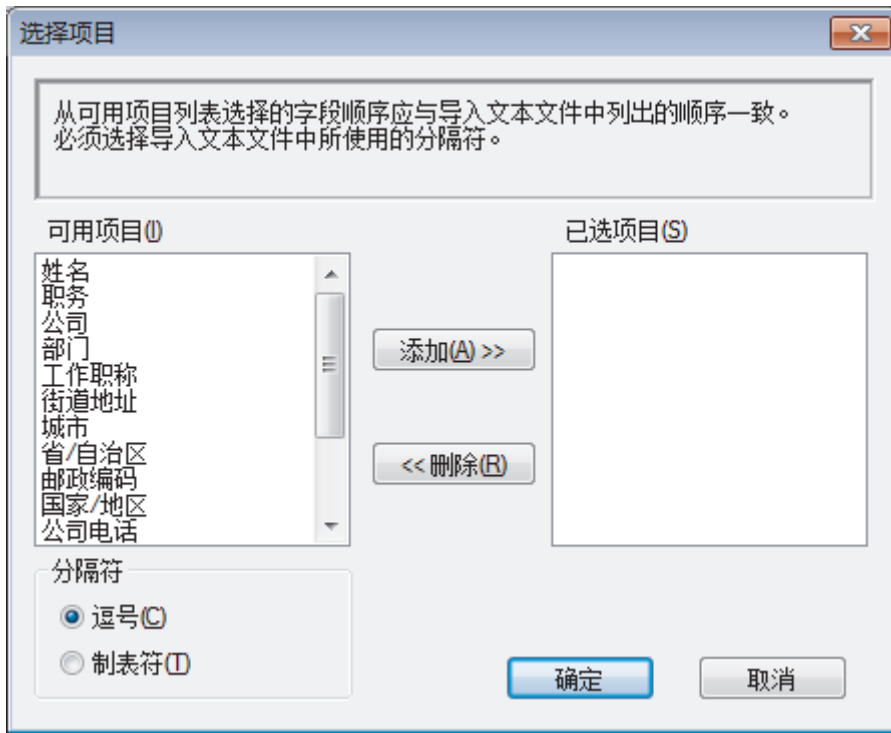 选择项目
从可用项目列表选择的字段顺序应与导入文本文件中列出的顺序一致。
必须选择导入文本文件中所使用的分隔符。
可用项目(I)
已选项目(S)
姓名
职务
公司
部门
工作职称
街道地址
城市
省/自治区
邮政编码
国家/地区
公司电话
添加(A) >>
<< 删除(R)
分隔符
逗号(C)
制表符(T)
确定
取消